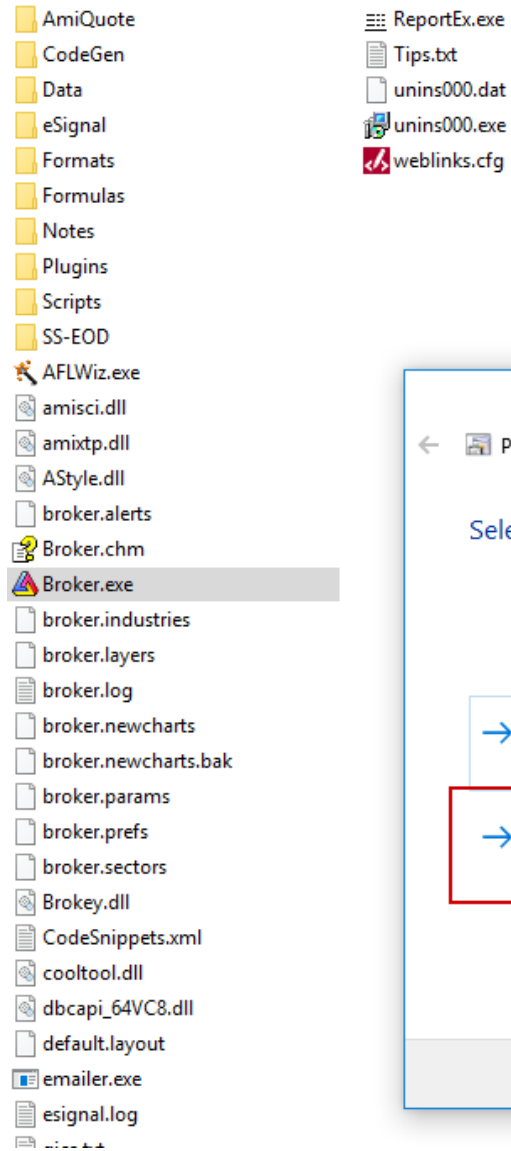 AmiQuote
CodeGen
Data
eSignal
Formats
Formulas
Notes
Plugins
Scripts
SS-EOD
AFLWiz.exe
amisci.dll
amixtp.dll
AStyle.dll
broker.alerts
Broker.chm
Broker.exe
broker.industries
broker.layers
broker.log
broker.newcharts
broker.newcharts.bak
broker.params
broker.prefs
broker.sectors
Brokey.dll
CodeSnippets.xml
cooltool.dll
dbcapi_64VC8.dll
default.layout
emailer.exe
esignal.log
ReportEx.exe
Tips.txt
unins000.dat
unins000.exe
weblinks.cfg
P
Sele